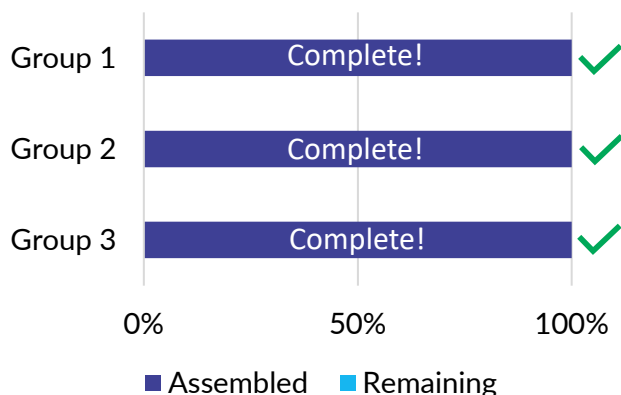 Group 1 Complete!
Group 2 Complete!
Group 3 Complete!
0% 50% 100%
Assembled Remaining